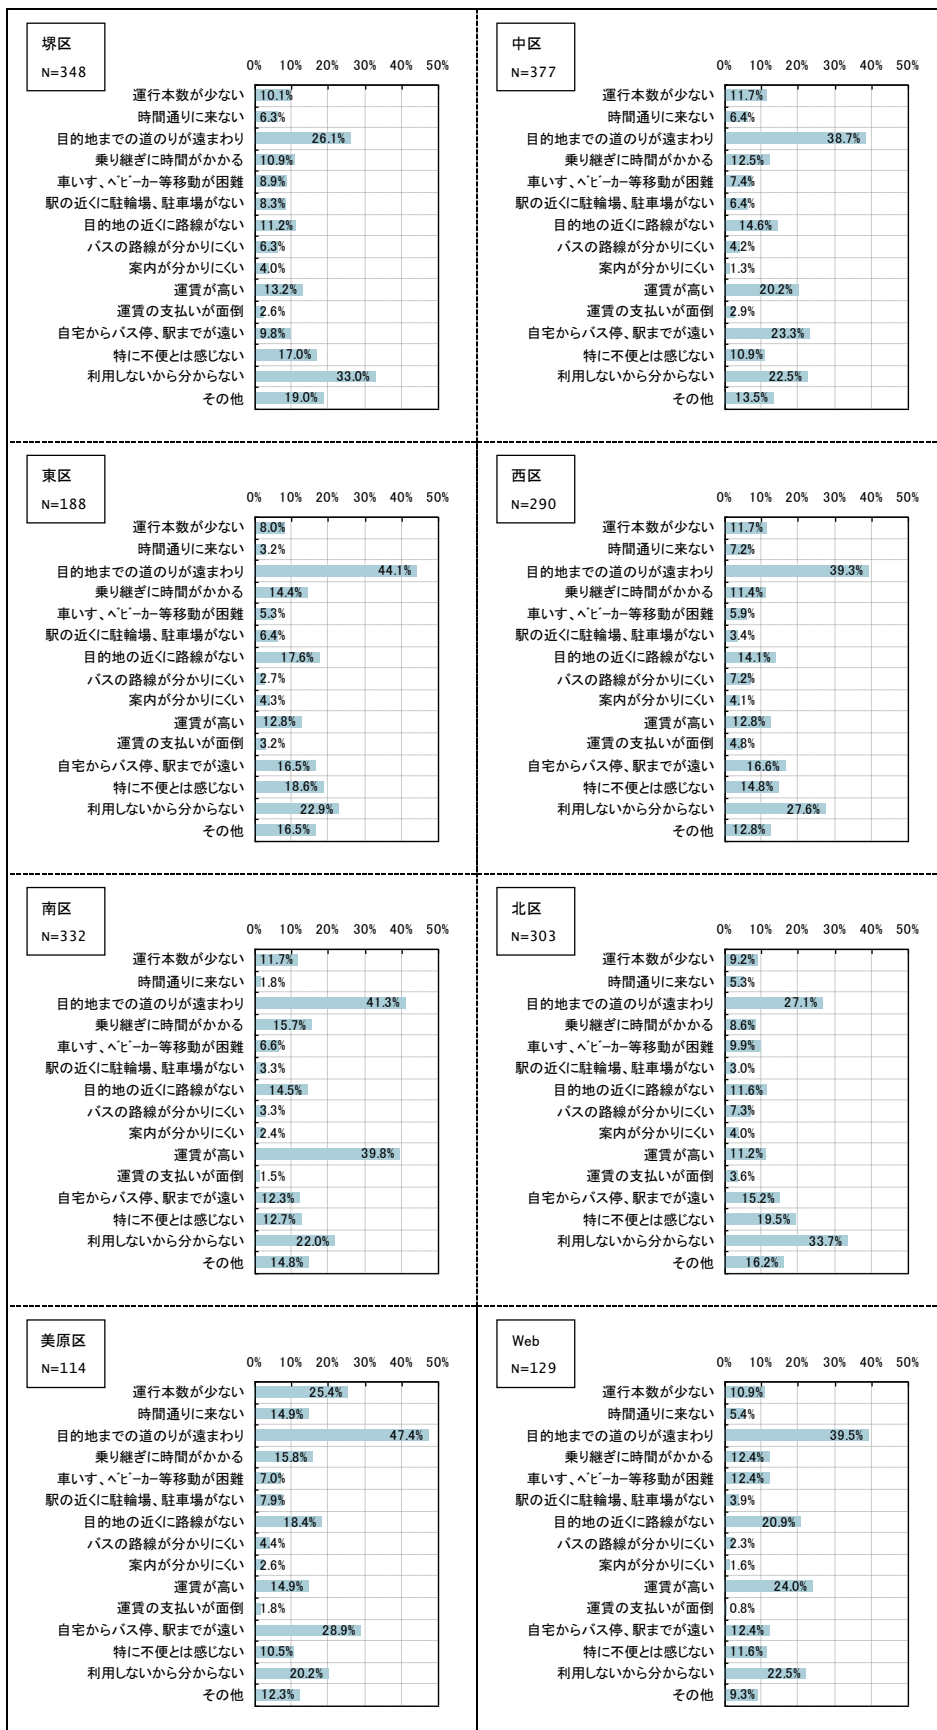 堺区
N=348
0% 10% 20% 30% 40% 50%
運行本数が少ない 10.1%
時間通りに来ない 6.3%
目的地までの道のりが遠まわり 26.1%
乗り継ぎに時間がかかる 10.9%
車いす、ベビーカー等移動が困難 8.9%
駅の近くに駐輪場、駐車場がない 8.3%
目的地の近くに路線がない 11.2%
バスの路線が分かりにくい 6.3%
案内が分かりにくい 4.0%
運賃が高い 13.2%
運賃の支払いが面倒 2.6%
自宅からバス停、駅までが遠い 9.8%
特に不便とは感じない 17.0%
利用しないから分からない 33.0%
その他 19.0%
中区
N=377
0% 10% 20% 30% 40% 50%
運行本数が少ない 11.7%
時間通りに来ない 6.4%
目的地までの道のりが遠まわり 38.7%
乗り継ぎに時間がかかる 12.5%
車いす、ベビーカー等移動が困難 7.4%
駅の近くに駐輪場、駐車場がない 6.4%
目的地の近くに路線がない 14.6%
バスの路線が分かりにくい 4.2%
案内が分かりにくい 1.3%
運賃が高い 20.2%
運賃の支払いが面倒 2.9%
自宅からバス停、駅までが遠い 23.3%
特に不便とは感じない 10.9%
利用しないから分からない 22.5%
その他 13.5%
東区
N=188
0% 10% 20% 30% 40% 50%
運行本数が少ない 8.0%
時間通りに来ない 3.2%
目的地までの道のりが遠まわり 44.1%
乗り継ぎに時間がかかる 14.4%
車いす、ベビーカー等移動が困難 5.3%
駅の近くに駐輪場、駐車場がない 6.4%
目的地の近くに路線がない 17.6%
バスの路線が分かりにくい 2.7%
案内が分かりにくい 4.3%
運賃が高い 12.8%
運賃の支払いが面倒 3.2%
自宅からバス停、駅までが遠い 16.5%
特に不便とは感じない 18.6%
利用しないから分からない 22.9%
その他 16.5%
西区
N=290
0% 10% 20% 30% 40% 50%
運行本数が少ない 11.7%
時間通りに来ない 7.2%
目的地までの道のりが遠まわり 39.3%
乗り継ぎに時間がかかる 11.4%
車いす、ベビーカー等移動が困難 5.9%
駅の近くに駐輪場、駐車場がない 3.4%
目的地の近くに路線がない 14.1%
バスの路線が分かりにくい 7.2%
案内が分かりにくい 4.1%
運賃が高い 12.8%
運賃の支払いが面倒 4.8%
自宅からバス停、駅までが遠い 16.6%
特に不便とは感じない 14.8%
利用しないから分からない 27.6%
その他 12.8%
南区
N=332
0% 10% 20% 30% 40% 50%
運行本数が少ない 11.7%
時間通りに来ない 1.8%
目的地までの道のりが遠まわり 41.3%
乗り継ぎに時間がかかる 15.7%
車いす、ベビーカー等移動が困難 6.6%
駅の近くに駐輪場、駐車場がない 3.3%
目的地の近くに路線がない 14.5%
バスの路線が分かりにくい 3.3%
案内が分かりにくい 2.4%
運賃が高い 39.8%
運賃の支払いが面倒 1.5%
自宅からバス停、駅までが遠い 12.3%
特に不便とは感じない 12.7%
利用しないから分からない 22.0%
その他 14.8%
北区
N=303
0% 10% 20% 30% 40% 50%
運行本数が少ない 9.2%
時間通りに来ない 5.3%
目的地までの道のりが遠まわり 27.1%
乗り継ぎに時間がかかる 8.6%
車いす、ベビーカー等移動が困難 9.9%
駅の近くに駐輪場、駐車場がない 3.0%
目的地の近くに路線がない 11.6%
バスの路線が分かりにくい 7.3%
案内が分かりにくい 4.0%
運賃が高い 11.2%
運賃の支払いが面倒 3.6%
自宅からバス停、駅までが遠い 15.2%
特に不便とは感じない 19.5%
利用しないから分からない 33.7%
その他 16.2%
美原区
N=114
0% 10% 20% 30% 40% 50%
運行本数が少ない 25.4%
時間通りに来ない 14.9%
目的地までの道のりが遠まわり 47.4%
乗り継ぎに時間がかかる 15.8%
車いす、ベビーカー等移動が困難 7.0%
駅の近くに駐輪場、駐車場がない 7.9%
目的地の近くに路線がない 18.4%
バスの路線が分かりにくい 4.4%
案内が分かりにくい 2.6%
運賃が高い 14.9%
運賃の支払いが面倒 1.8%
自宅からバス停、駅までが遠い 28.9%
特に不便とは感じない 10.5%
利用しないから分からない 20.2%
その他 12.3%
Web
N=129
0% 10% 20% 30% 40% 50%
運行本数が少ない 10.9%
時間通りに来ない 5.4%
目的地までの道のりが遠まわり 39.5%
乗り継ぎに時間がかかる 12.4%
車いす、ベビーカー等移動が困難 12.4%
駅の近くに駐輪場、駐車場がない 3.9%
目的地の近くに路線がない 20.9%
バスの路線が分かりにくい 2.3%
案内が分かりにくい 1.6%
運賃が高い 24.0%
運賃の支払いが面倒 0.8%
自宅からバス停、駅までが遠い 12.4%
特に不便とは感じない 11.6%
利用しないから分からない 22.5%
その他 9.3%